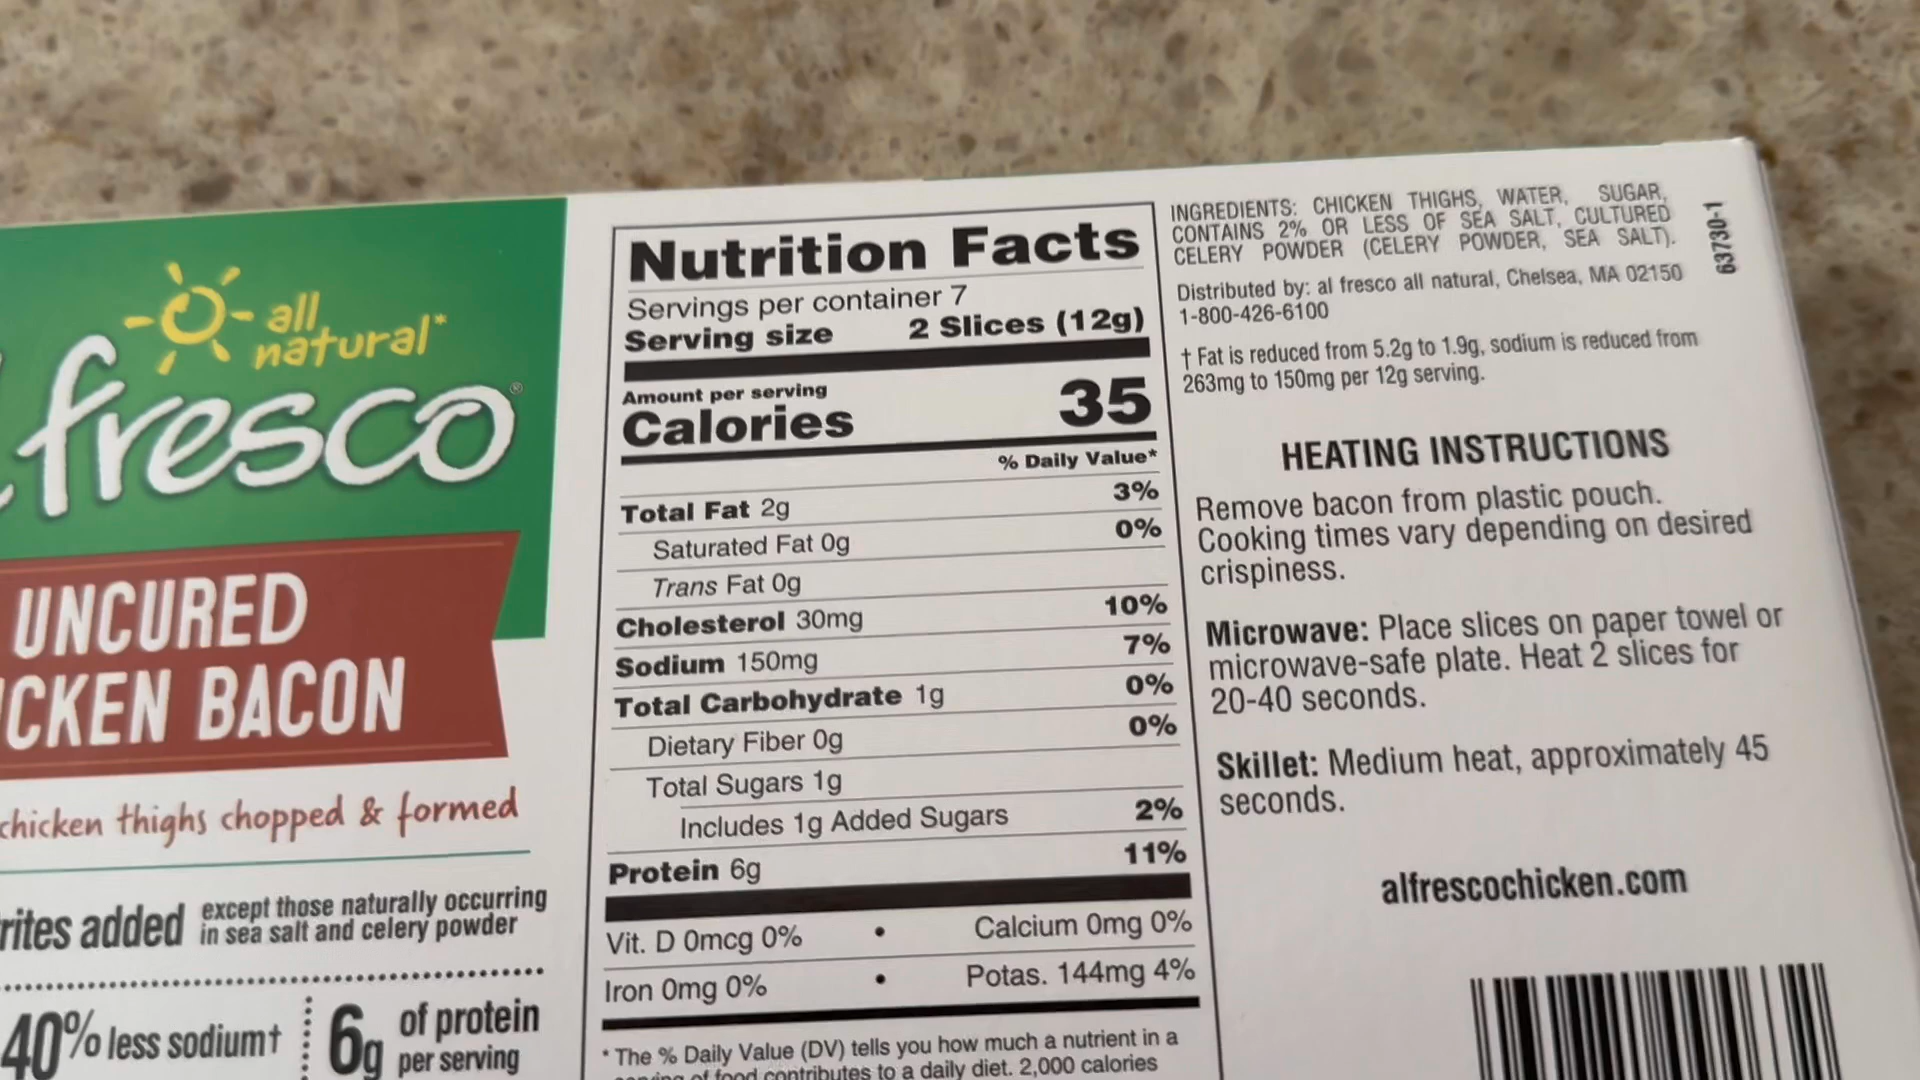 all
natural*
fresco®
UNCURED
CKEN BACON
chicken thighs chopped & formed
rites added except those naturally occurring
in sea salt and celery powder
40% less sodium†
6g of protein
per serving
Nutrition Facts
Servings per container 7
Serving size 2 Slices (12g)
Amount per serving
Calories 35
% Daily Value*
Total Fat 2g 3%
Saturated Fat 0g 0%
Trans Fat 0g
Cholesterol 30mg 10%
Sodium 150mg 7%
Total Carbohydrate 1g 0%
Dietary Fiber 0g 0%
Total Sugars 1g
Includes 1g Added Sugars 2%
Protein 6g 11%
Vit. D 0mcg 0% • Calcium 0mg 0%
Iron 0mg 0% • Potas. 144mg 4%
* The % Daily Value (DV) tells you how much a nutrient in a
serving of food contributes to a daily diet. 2,000 calories
INGREDIENTS: CHICKEN THIGHS, WATER, SUGAR,
CONTAINS 2% OR LESS OF SEA SALT, CULTURED
CELERY POWDER (CELERY POWDER, SEA SALT).
63730-1
Distributed by: al fresco all natural, Chelsea, MA 02150
1-800-426-6100
† Fat is reduced from 5.2g to 1.9g, sodium is reduced from
263mg to 150mg per 12g serving.
HEATING INSTRUCTIONS
Remove bacon from plastic pouch.
Cooking times vary depending on desired
crispiness.
Microwave: Place slices on paper towel or
microwave-safe plate. Heat 2 slices for
20-40 seconds.
Skillet: Medium heat, approximately 45
seconds.
alfrescochicken.com